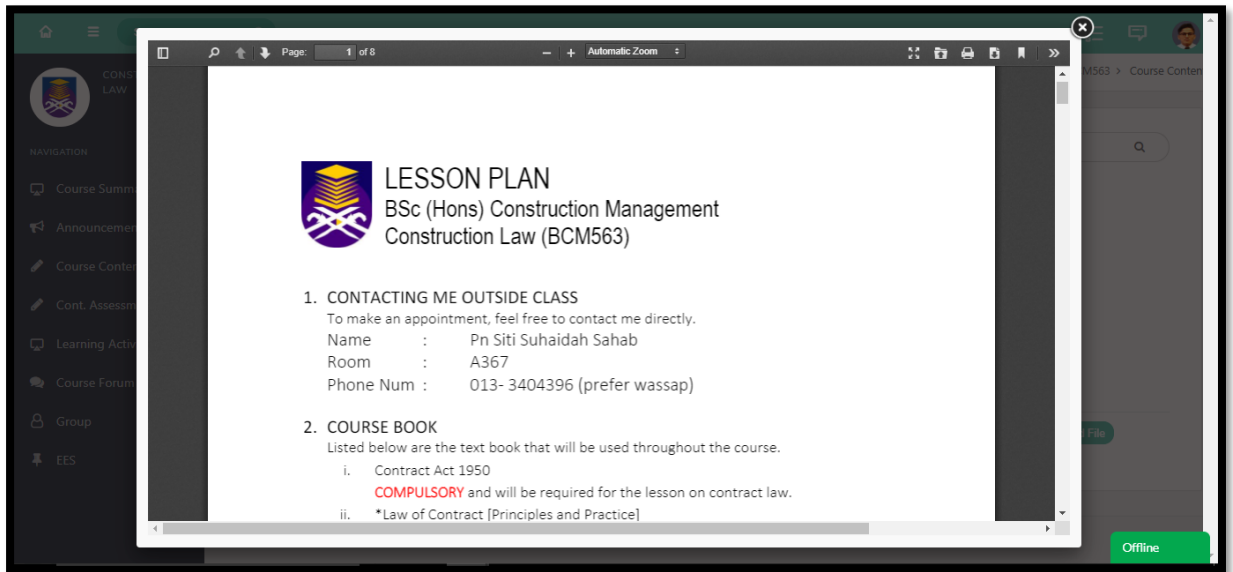 Page: 1 of 8
Automatic Zoom
CONST
LAW
M563 > Course Conten
NAVIGATION
Course Summ
Announcemen
Course Conten
Cont. Assessm
Learning Activ
Course Forum
Group
EES
LESSON PLAN
BSc (Hons) Construction Management
Construction Law (BCM563)
1. CONTACTING ME OUTSIDE CLASS
To make an appointment, feel free to contact me directly.
Name : Pn Siti Suhaidah Sahab
Room : A367
Phone Num : 013- 3404396 (prefer wassap)
2. COURSE BOOK
Listed below are the text book that will be used throughout the course.
i. Contract Act 1950
COMPULSORY and will be required for the lesson on contract law.
ii. *Law of Contract [Principles and Practice]
File
Offline